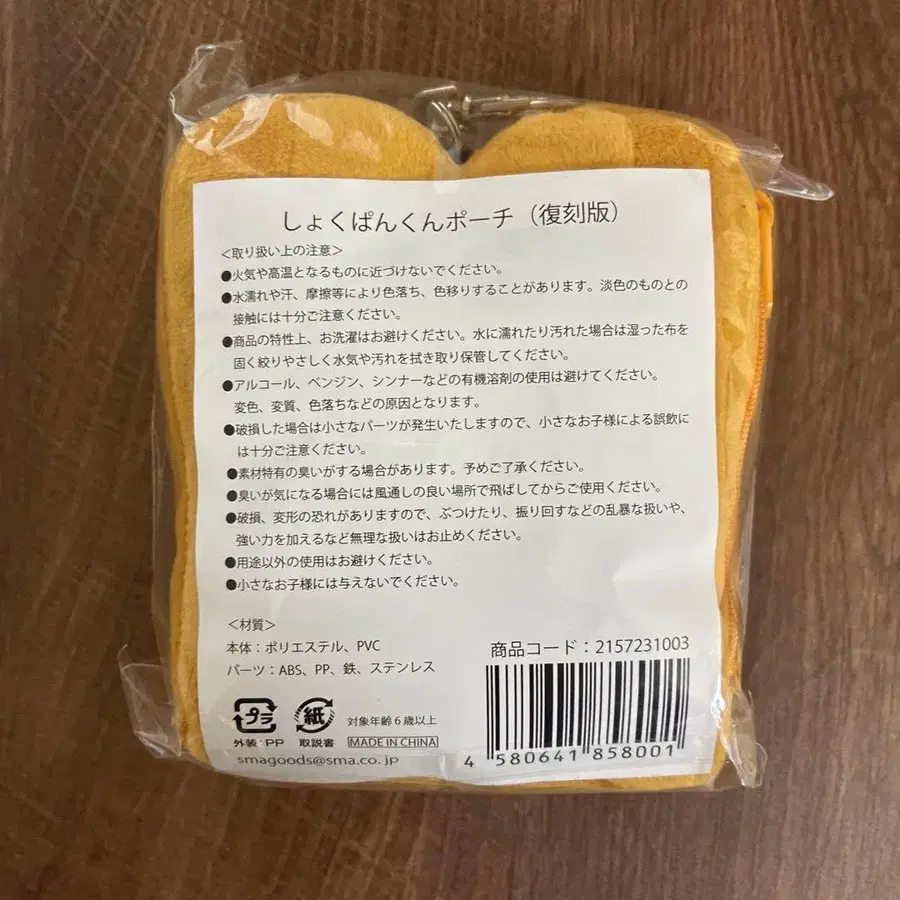 しょくぱんくんポーチ（復刻版）
＜取り扱い上の注意＞
●火気や高温となるものに近づけないでください。
●水濡れや汗、摩擦等により色落ち、色移りすることがあります。淡色のものとの
接触には十分ご注意ください。
●商品の特性上、お洗濯はお避けください。水に濡れたり汚れた場合は湿った布を
固く絞りやさしく水気や汚れを拭き取り保管してください。
●アルコール、ベンジン、シンナーなどの有機溶剤の使用は避けてください。
変色、変質、色落ちなどの原因となります。
●破損した場合は小さなパーツが発生いたしますので、小さなお子様による誤飲に
は十分ご注意ください。
●素材特有の臭いがする場合があります。予めご了承ください。
●臭いが気になる場合には風通しの良い場所で飛ばしてからご使用ください。
●破損、変形の恐れがありますので、ぶつけたり、振り回すなどの乱暴な扱いや、
強い力を加えるなど無理な扱いはお止めください。
●用途以外の使用はお避けください。
●小さなお子様には与えないでください。
＜材質＞
本体：ポリエステル、PVC
パーツ：ABS、PP、鉄、ステンレス
商品コード：2157231003
プラ
外装：PP
紙
取説書
対象年齢6歳以上
MADE IN CHINA
smagoods@sma.co.jp
4 580641 858001